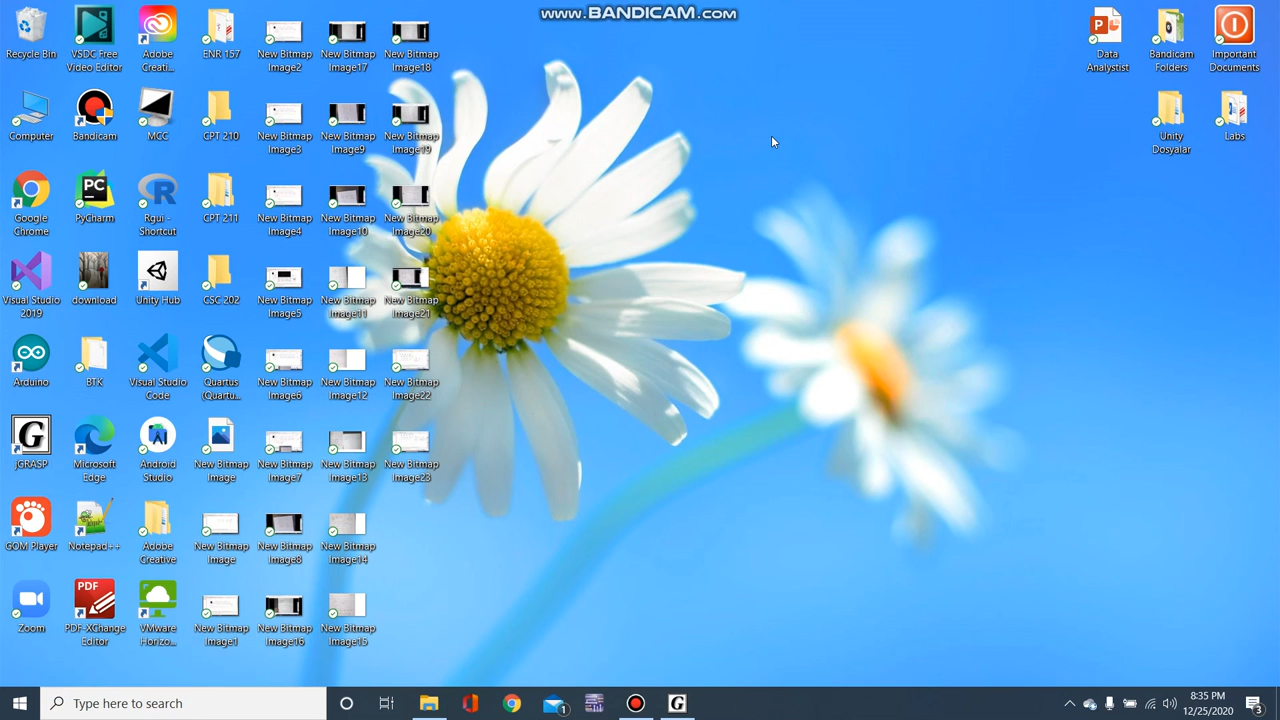 www.BANDICAM.com
Recycle Bin
VSDC Free
Video Editor
Adobe
Creati...
ENR 157
New Bitmap
Image2
New Bitmap
Image17
New Bitmap
Image18
Data
Analystist
Bandicam
Folders
Important
Documents
Computer
Bandicam
MGC
CPT 210
New Bitmap
Image3
New Bitmap
Image9
New Bitmap
Image19
Unity
Dosyalar
Labs
Google
Chrome
PC
PyCharm
Rgui -
Shortcut
CPT 211
New Bitmap
Image4
New Bitmap
Image10
New Bitmap
Image20
Visual Studio
2019
download
Unity Hub
CSC 202
New Bitmap
Image5
New Bitmap
Image11
New Bitmap
Image21
Arduino
BTK
Visual Studio
Code
Quartus
(Quartu...
New Bitmap
Image6
New Bitmap
Image12
New Bitmap
Image22
G
jGRASP
Microsoft
Edge
Android
Studio
New Bitmap
Image
New Bitmap
Image7
New Bitmap
Image13
New Bitmap
Image23
GOM Player
Notepad++
Adobe
Creative
New Bitmap
Image
New Bitmap
Image8
New Bitmap
Image14
Zoom
PDF
PDF-XChange
Editor
VMware
Horizo...
New Bitmap
Image1
New Bitmap
Image16
New Bitmap
Image15
Type here to search
1
G
8:35 PM
12/25/2020
3